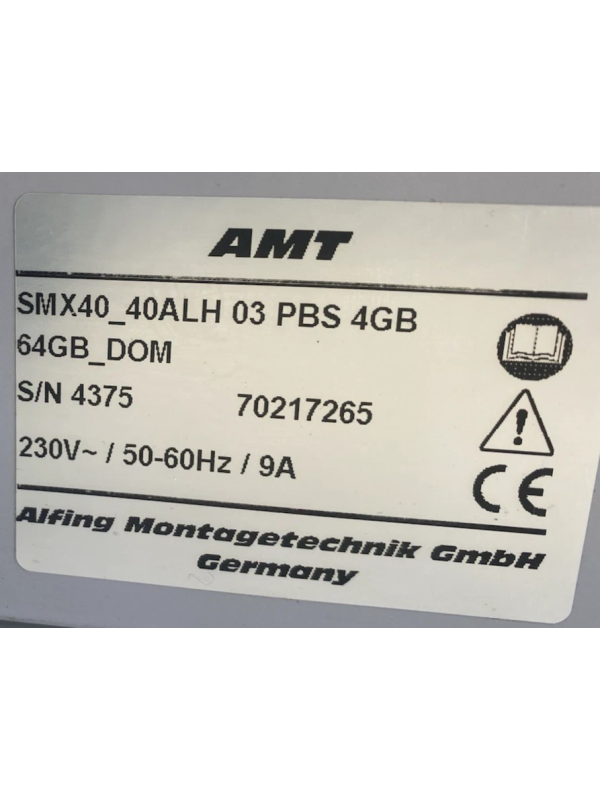 AMT
SMX40_40ALH 03 PBS 4GB
64GB_DOM
S/N 4375 70217265
230V~ / 50-60Hz / 9A
CE
Alfing Montagetechnik GmbH
Germany